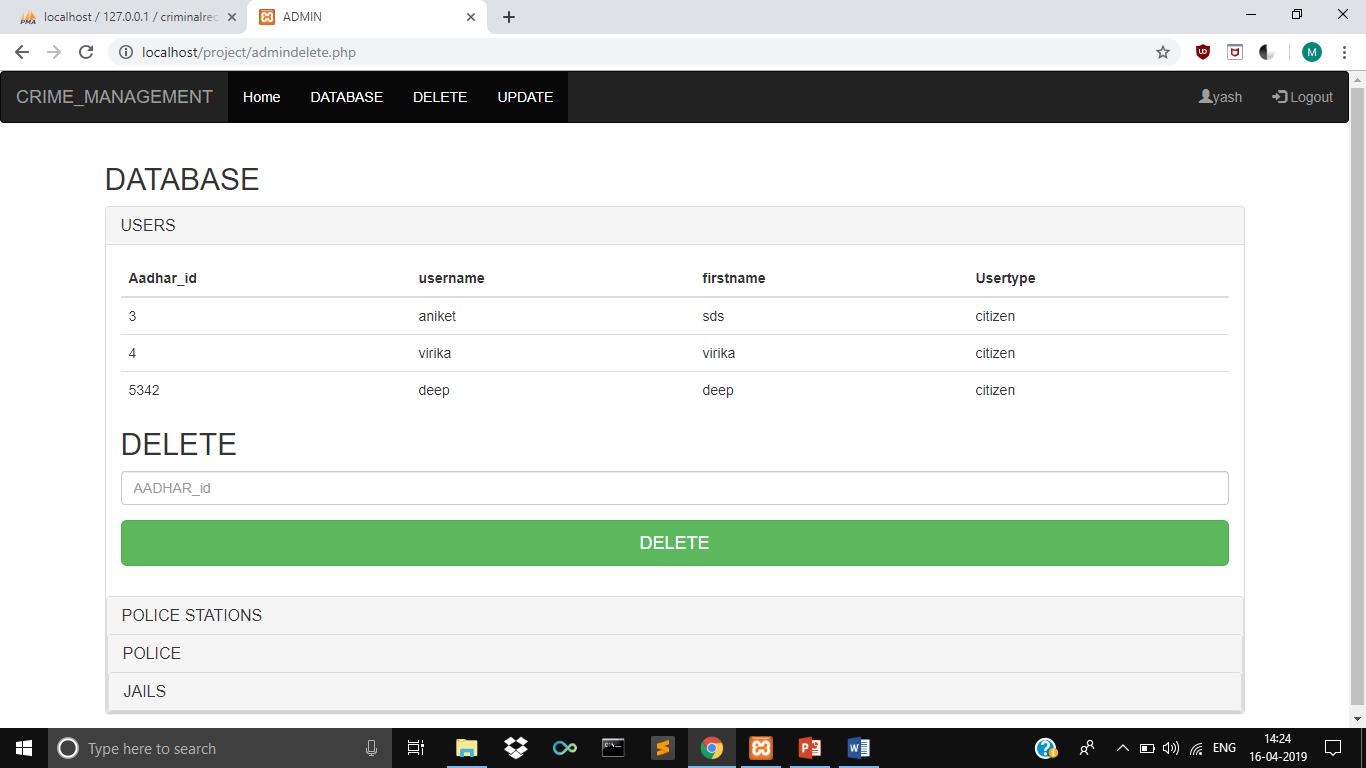 localhost / 127.0.0.1 / criminalrec
ADMIN
localhost/project/admindelete.php
M
CRIME_MANAGEMENT Home DATABASE DELETE UPDATE yash Logout
DATABASE
USERS
Aadhar_id username firstname Usertype
3 aniket sds citizen
4 virika virika citizen
5342 deep deep citizen
DELETE
AADHAR_id
DELETE
POLICE STATIONS
POLICE
JAILS
Type here to search
ENG
14:24
16-04-2019